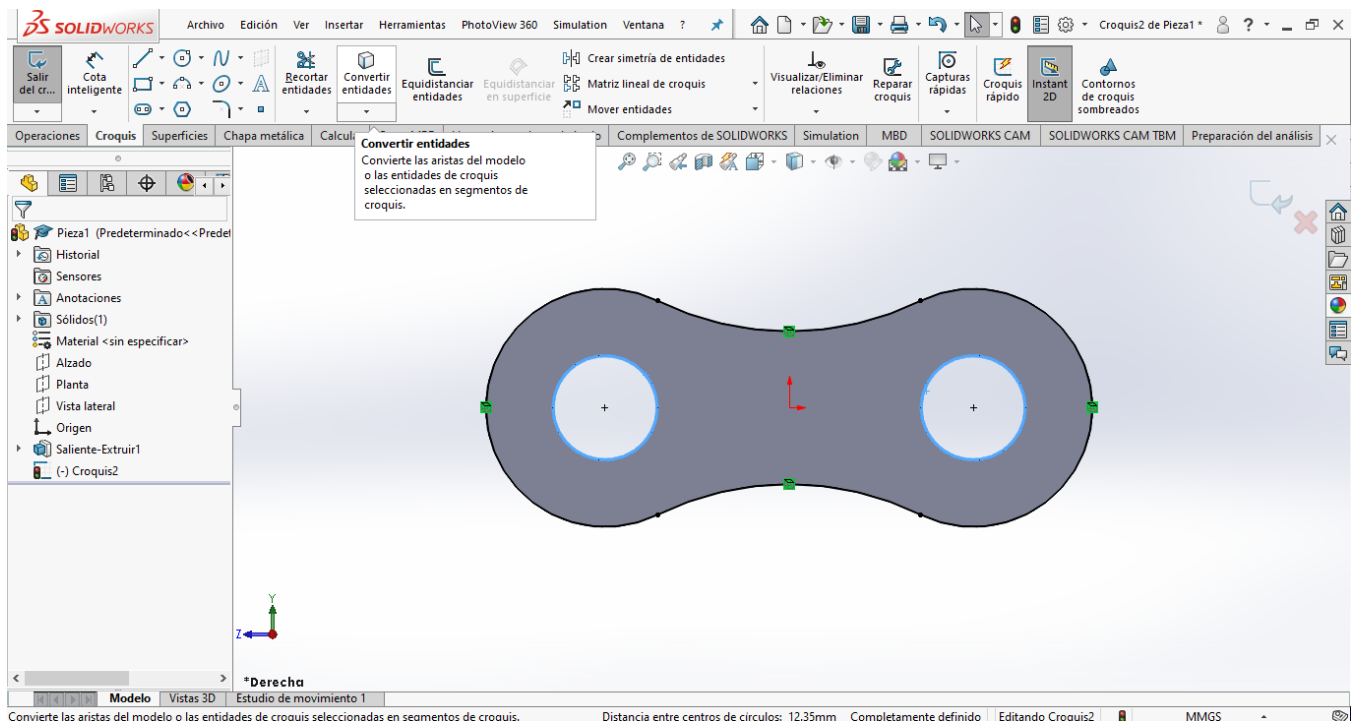 SOLIDWORKS Archivo Edición Ver Insertar Herramientas PhotoView 360 Simulation Ventana ? Croquis2 de Pieza1 * ?
Salir del cr...
Cota inteligente
Recortar entidades
Convertir entidades
Equidistanciar entidades
Equidistanciar en superficie
Crear simetría de entidades
Matriz lineal de croquis
Mover entidades
Visualizar/Eliminar relaciones
Reparar croquis
Capturas rápidas
Croquis rápido
Instant 2D
Contornos de croquis sombreados
Operaciones Croquis Superficies Chapa metálica Complementos de SOLIDWORKS Simulation MBD SOLIDWORKS CAM SOLIDWORKS CAM TBM Preparación del análisis
Convertir entidades
Convierte las aristas del modelo
o las entidades de croquis
seleccionadas en segmentos de
croquis.
Pieza1 (Predeterminado<<Predet
Historial
Sensores
Anotaciones
Sólidos(1)
Material <sin especificar>
Alzado
Planta
Vista lateral
Origen
Saliente-Extruir1
(-) Croquis2
Y
Z
*Derecha
Modelo Vistas 3D Estudio de movimiento 1
Convierte las aristas del modelo o las entidades de croquis seleccionadas en segmentos de croquis. Distancia entre centros de círculos: 12.35mm Completamente definido Editando Croquis2 MMGS